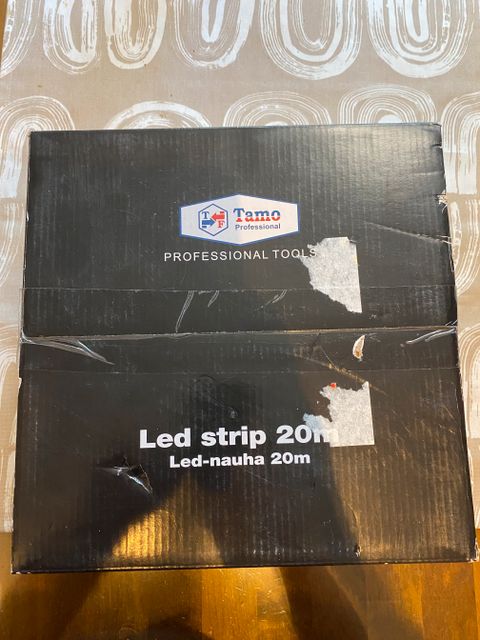 T
F
Tamo
Professional
PROFESSIONAL TOOLS
Led strip 20m
Led-nauha 20m